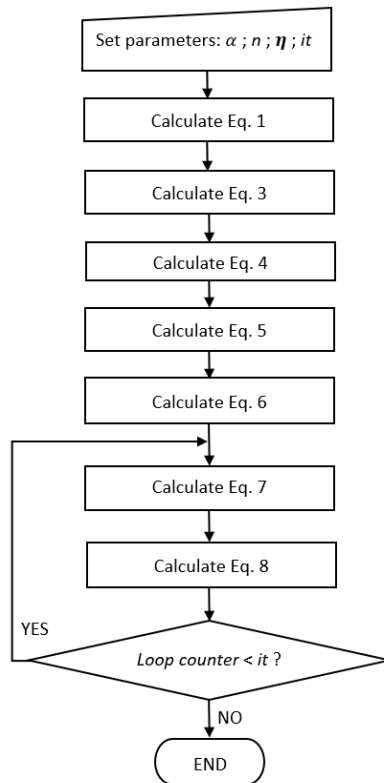 Set parameters: α ; n ; η ; it
Calculate Eq. 1
Calculate Eq. 3
Calculate Eq. 4
Calculate Eq. 5
Calculate Eq. 6
Calculate Eq. 7
Calculate Eq. 8
YES
Loop counter < it ?
NO
END